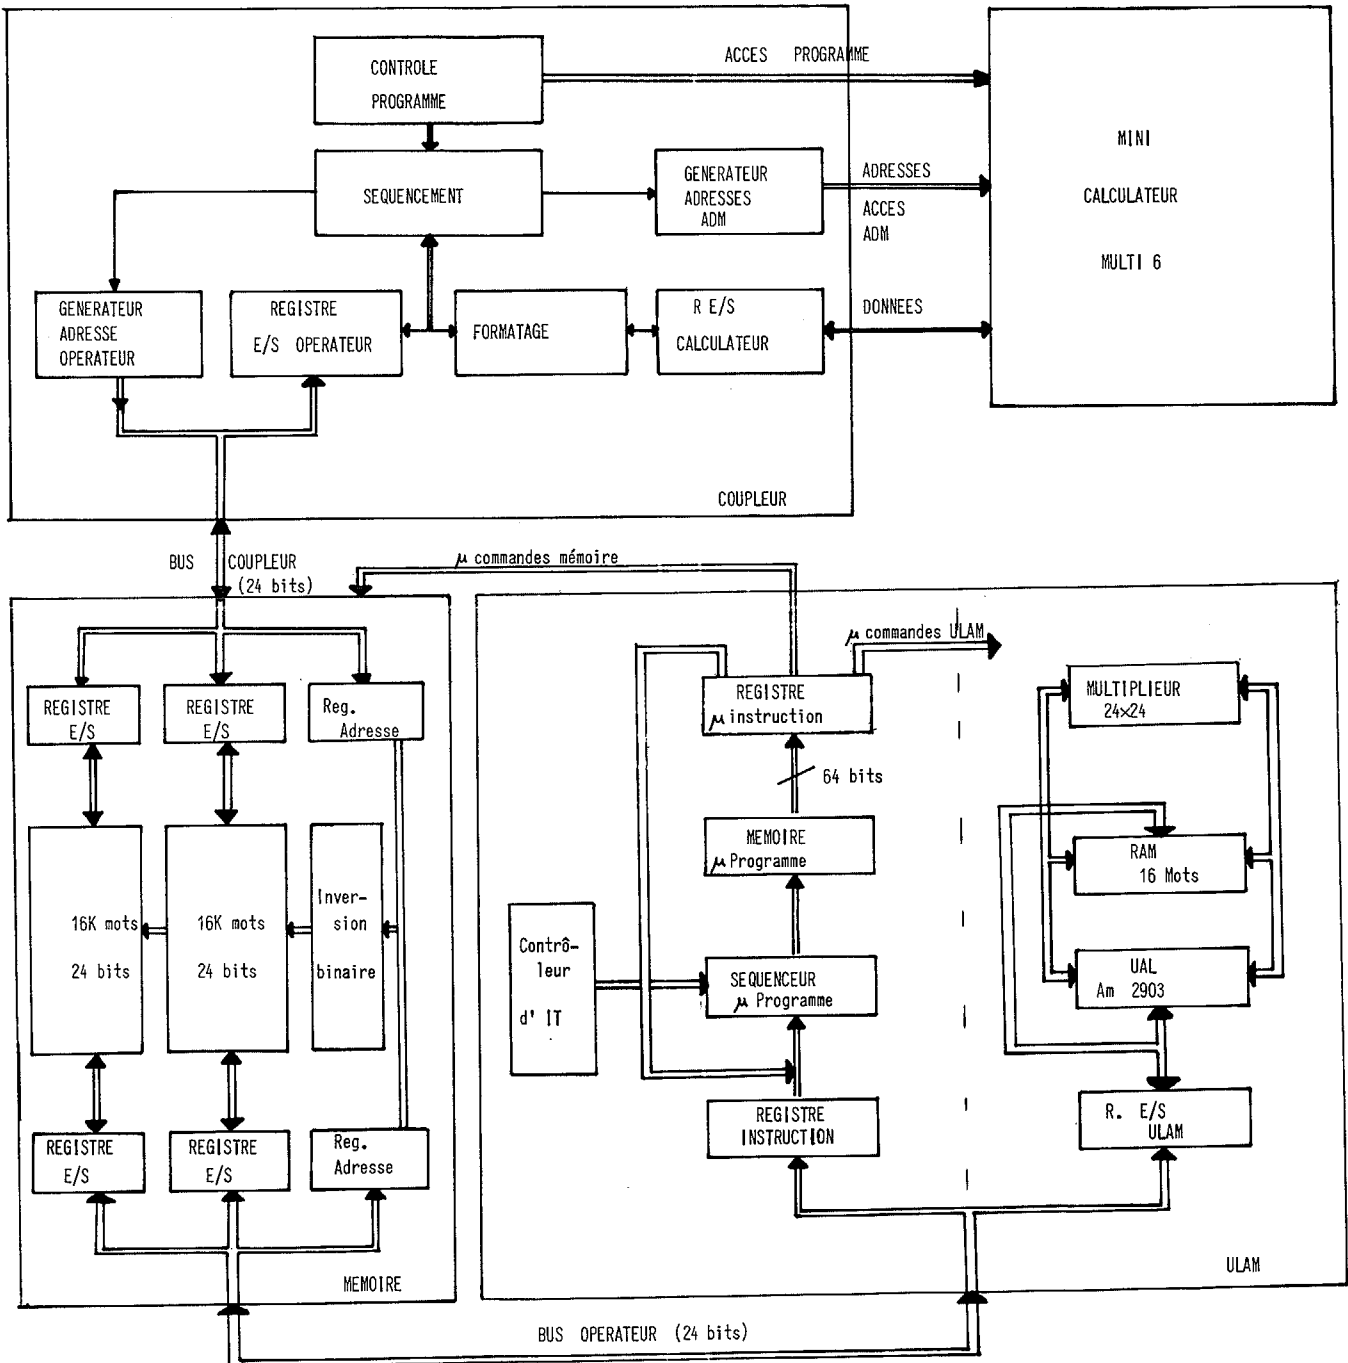 CONTROLE
PROGRAMME
ACCES PROGRAMME
MINI
CALCULATEUR
MULTI 6
SEQUENCEMENT
GENERATEUR
ADRESSES
ADM
ADRESSES
ACCES
ADM
GENERATEUR
ADRESSE
OPERATEUR
REGISTRE
E/S OPERATEUR
FORMATAGE
R E/S
CALCULATEUR
DONNEES
COUPLEUR
BUS COUPLEUR
(24 bits)
μ commandes mémoire
μ commandes ULAM
REGISTRE
E/S
REGISTRE
E/S
Reg.
Adresse
REGISTRE
μ instruction
MULTIPLIEUR
24×24
64 bits
MEMOIRE
μ Programme
RAM
16 Mots
16K mots
24 bits
16K mots
24 bits
Inver-
sion
binaire
Contrô-
leur
d' IT
SEQUENCEUR
μ Programme
UAL
Am 2903
REGISTRE
E/S
REGISTRE
E/S
Reg.
Adresse
REGISTRE
INSTRUCTION
R. E/S
ULAM
MEMOIRE
ULAM
BUS OPERATEUR (24 bits)